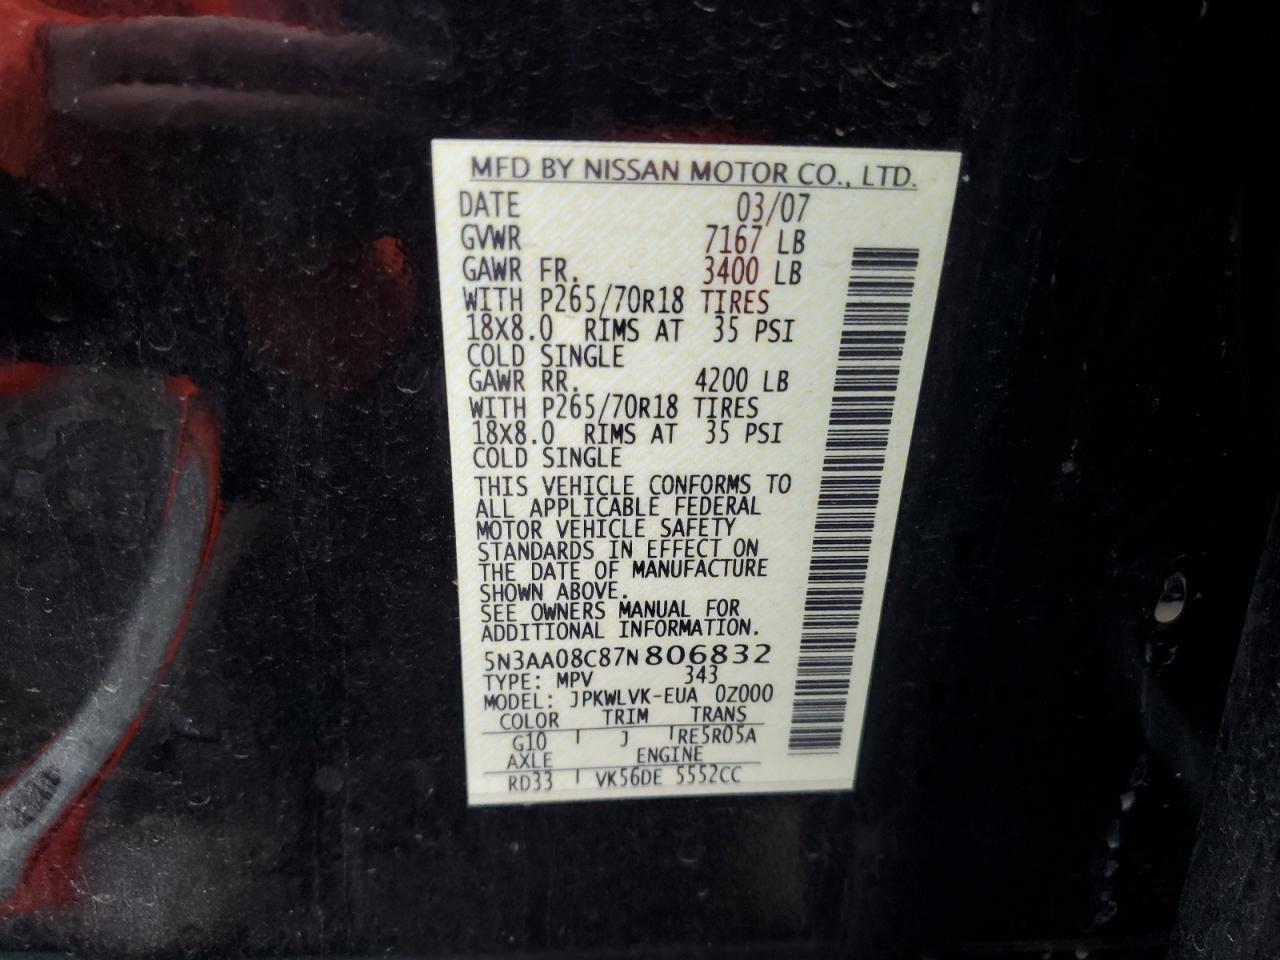 MFD BY NISSAN MOTOR CO., LTD.
DATE 03/07
GVWR 7167 LB
GAWR FR. 3400 LB
WITH P265/70R18 TIRES
18X8.0 RIMS AT 35 PSI
COLD SINGLE
GAWR RR. 4200 LB
WITH P265/70R18 TIRES
18X8.0 RIMS AT 35 PSI
COLD SINGLE
THIS VEHICLE CONFORMS TO
ALL APPLICABLE FEDERAL
MOTOR VEHICLE SAFETY
STANDARDS IN EFFECT ON
THE DATE OF MANUFACTURE
SHOWN ABOVE.
SEE OWNERS MANUAL FOR
ADDITIONAL INFORMATION.
5N3AA08C87N806832
TYPE: MPV 343
MODEL: JPKWLVK-EUA 0Z000
COLOR TRIM TRANS
G10 J RE5R05A
AXLE ENGINE
RD33 VK56DE 5552CC